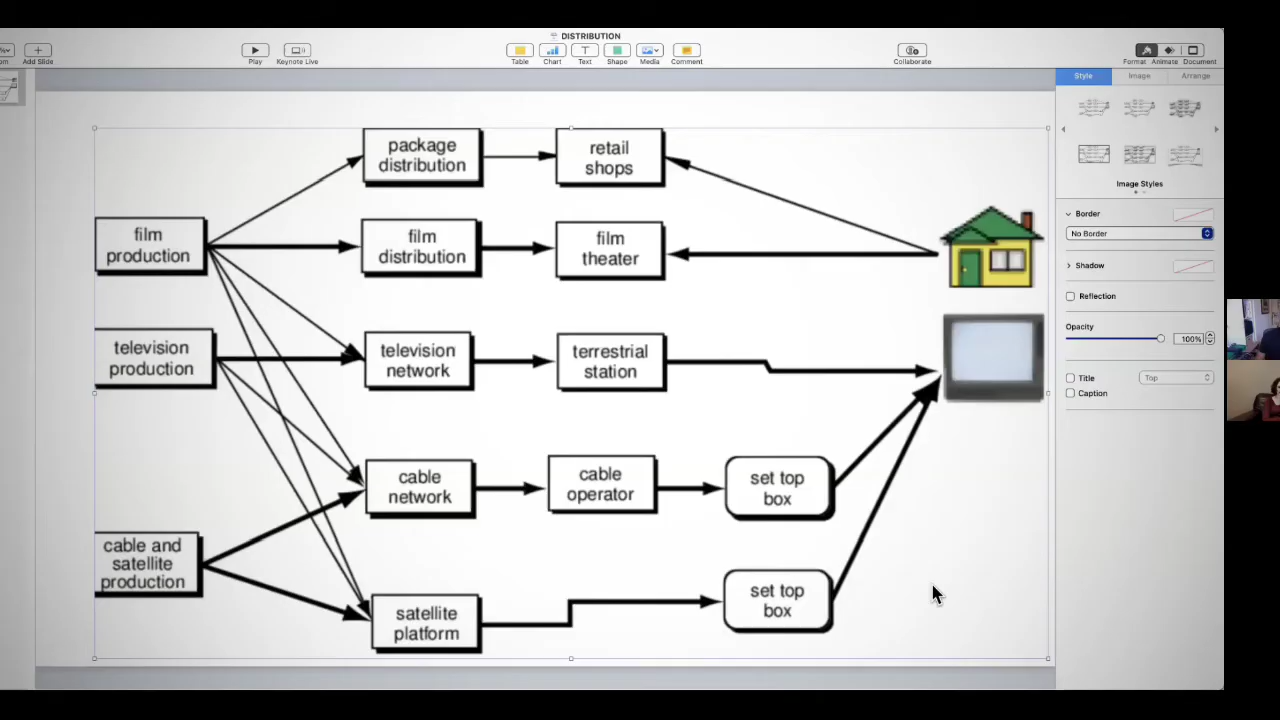 DISTRIBUTION
Add Slide
Play
Keynote Live
Table
Chart
Text
Shape
Media
Comment
Collaborate
Format
Animate
Document
Style
Image
Arrange
package
distribution
retail
shops
film
production
film
distribution
film
theater
television
production
television
network
terrestrial
station
cable
network
cable
operator
set top
box
cable and
satellite
production
satellite
platform
set top
box
Image Styles
Border
No Border
Shadow
Reflection
Opacity
100%
Title
Top
Caption